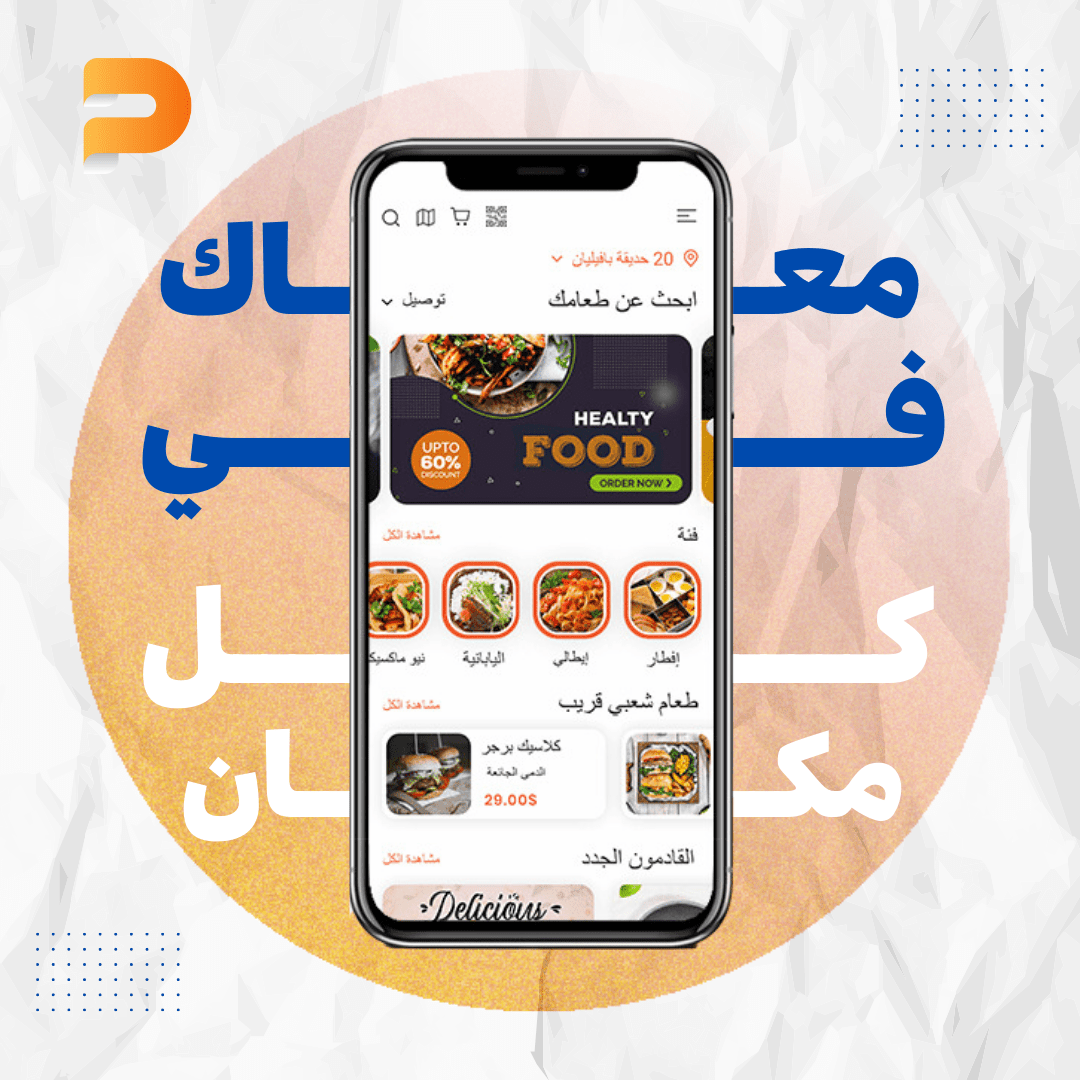 معـــاك
فـــي
كـــل
مكـــان
20 حديقة بافيليان
ابحث عن طعامك
توصيل
HEALTY
FOOD
UPTO
60%
DISCOUNT
ORDER NOW
فئة
مشاهدة الكل
إفطار
إيطالي
اليابانية
نيو ماكسيك
طعام شعبي قريب
مشاهدة الكل
كلاسيك برجر
الدمى الجائعة
29.00$
القادمون الجدد
مشاهدة الكل
Delicious